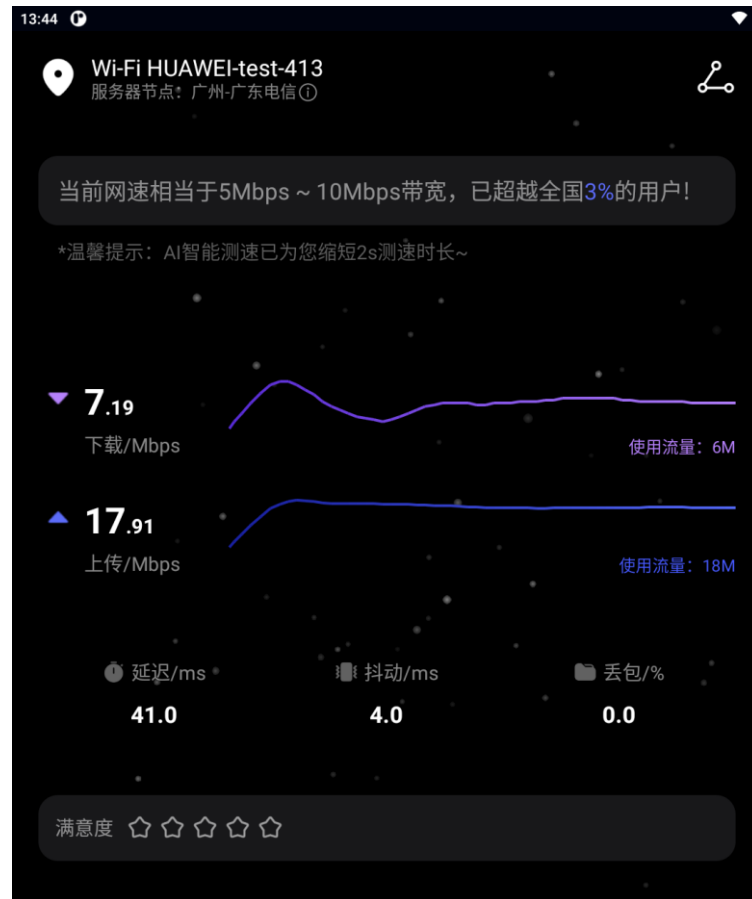 13:44
Wi-Fi HUAWEI-test-413
服务器节点：广州-广东电信
当前网速相当于5Mbps ~ 10Mbps带宽，已超越全国3%的用户！
*温馨提示：AI智能测速已为您缩短2s测速时长~
7.19
下载/Mbps
使用流量：6M
17.91
上传/Mbps
使用流量：18M
延迟/ms 抖动/ms 丢包/%
41.0 4.0 0.0
满意度